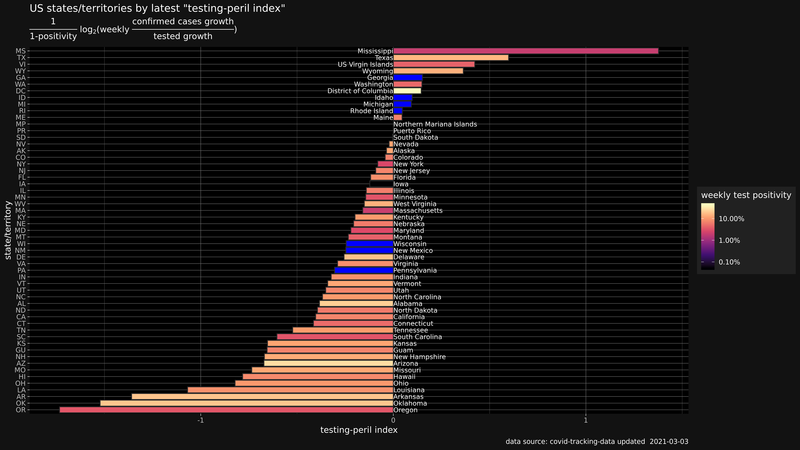 US states/territories by latest "testing-peril index"
1
1-positivity
log2(weekly
confirmed cases growth
tested growth
)
MS Mississippi
TX Texas
VI US Virgin Islands
WY Wyoming
GA Georgia
WA Washington
DC District of Columbia
ID Idaho
MI Michigan
RI Rhode Island
ME Maine
MP Northern Mariana Islands
PR Puerto Rico
SD South Dakota
NV Nevada
AK Alaska
CO Colorado
NY New York
NJ New Jersey
FL Florida
IA Iowa
IL Illinois
MN Minnesota
WV West Virginia
MA Massachusetts
KY Kentucky
NE Nebraska
MD Maryland
MT Montana
WI Wisconsin
NM New Mexico
DE Delaware
VA Virginia
PA Pennsylvania
IN Indiana
VT Vermont
UT Utah
NC North Carolina
AL Alabama
ND North Dakota
CA California
CT Connecticut
TN Tennessee
SC South Carolina
KS Kansas
GU Guam
NH New Hampshire
AZ Arizona
MO Missouri
HI Hawaii
OH Ohio
LA Louisiana
AR Arkansas
OK Oklahoma
OR Oregon
state/territory
-1 0 1
testing-peril index
weekly test positivity
10.00%
1.00%
0.10%
data source: covid-tracking-data updated 2021-03-03